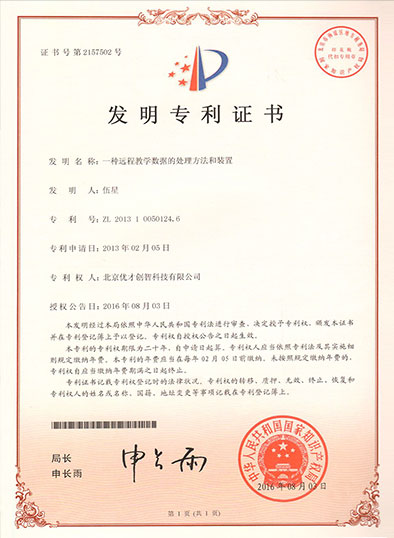 证书号第2157502号
印花税
代扣专用章
发明专利证书
发明名称:一种远程教学数据的处理方法和装置
发明人:伍星
专利号:ZL 2013 1 0050124.6
专利申请日:2013年02月05日
专利权人:北京优才创智科技有限公司
授权公告日:2016年08月03日
本发明经过本局依照中华人民共和国专利法进行审查,决定授予专利权,颁发本证书
并在专利登记簿上予以登记。专利权自授权公告之日起生效。
本专利的专利权期限为二十年,自申请日起算。专利权人应当依照专利法及其实施细
则规定缴纳年费。本专利的年费应当在每年02月05日前缴纳。未按照规定缴纳年费的,
专利权自应当缴纳年费期满之日起终止。
专利证书记载专利权登记时的法律状况。专利权的转移、质押、无效、终止、恢复和
专利权人的姓名或名称、国籍、地址变更等事项记载在专利登记簿上。
局长
申长雨
申长雨
中华人民共和国国家知识产权局
2016年08月03日
第1页(共1页)